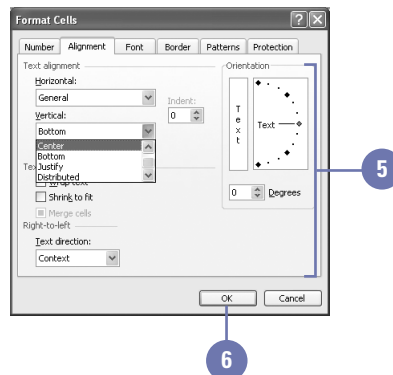 Format Cells
Number Alignment Font Border Patterns Protection
Text alignment
Orientation
Horizontal:
General
Indent:
0
Vertical:
Bottom
Center
Bottom
Justify
Distributed
Text
Text
0 Degrees
Wrap text
Shrink to fit
Merge cells
Right-to-left
Text direction:
Context
OK Cancel
5
6